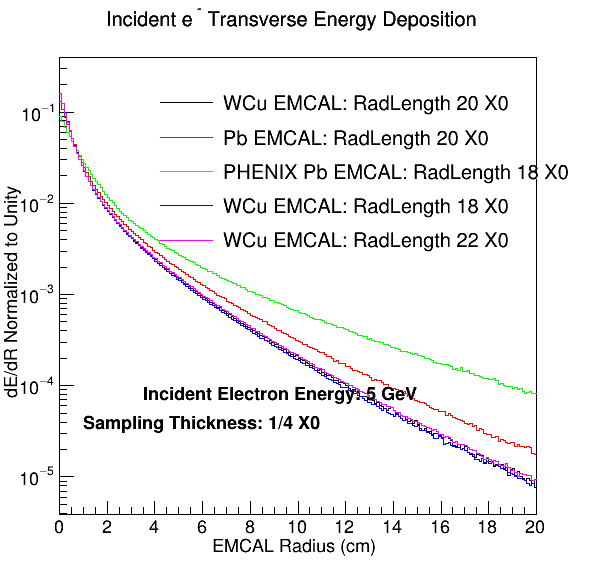 Incident e⁻ Transverse Energy Deposition
WCu EMCAL: RadLength 20 X0
Pb EMCAL: RadLength 20 X0
PHENIX Pb EMCAL: RadLength 18 X0
WCu EMCAL: RadLength 18 X0
WCu EMCAL: RadLength 22 X0
dE/dR Normalized to Unity
10⁻¹
10⁻²
10⁻³
10⁻⁴
10⁻⁵
Incident Electron Energy: 5 GeV
Sampling Thickness: 1/4 X0
0 2 4 6 8 10 12 14 16 18 20
EMCAL Radius (cm)